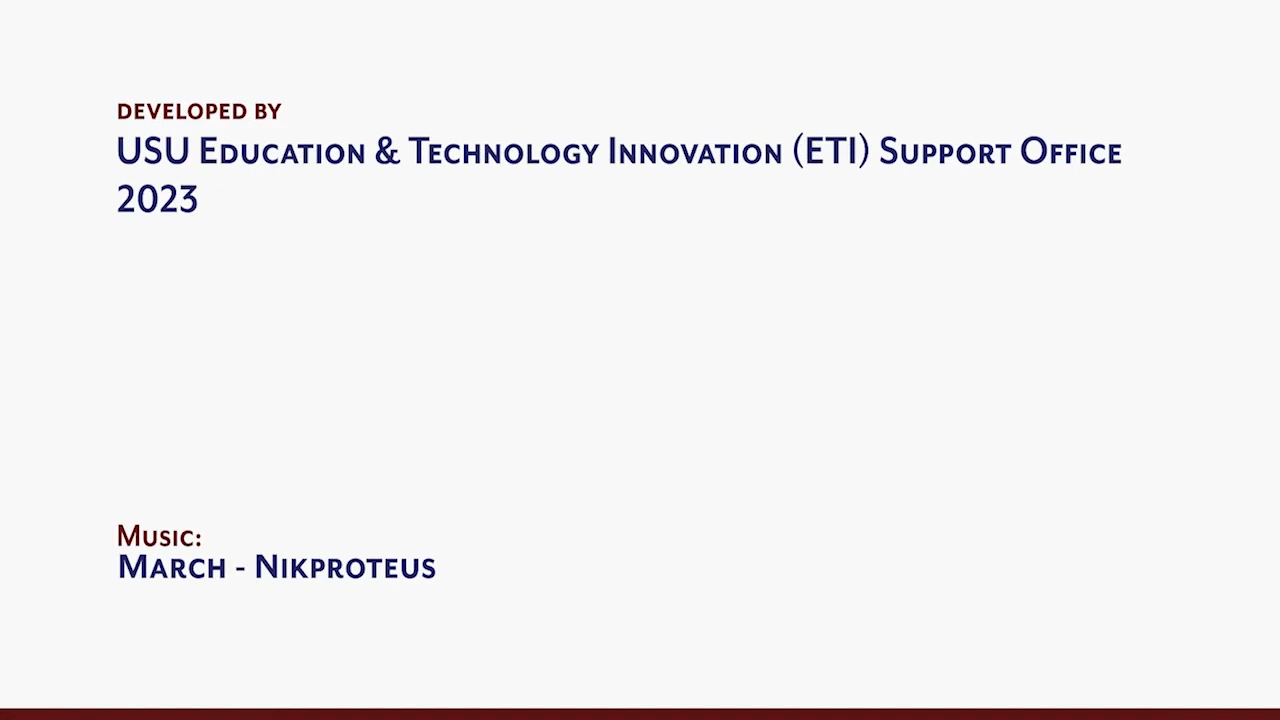 DEVELOPED BY
USU Education & Technology Innovation (ETI) Support Office
2023
Music:
March - Nikproteus